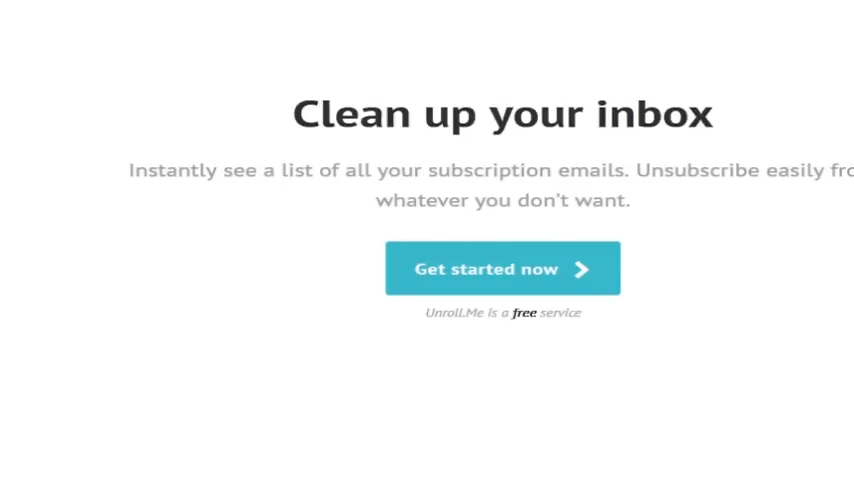 Clean up your inbox
Instantly see a list of all your subscription emails. Unsubscribe easily
whatever you don't want.
Get started now
Unroll.Me is a free service